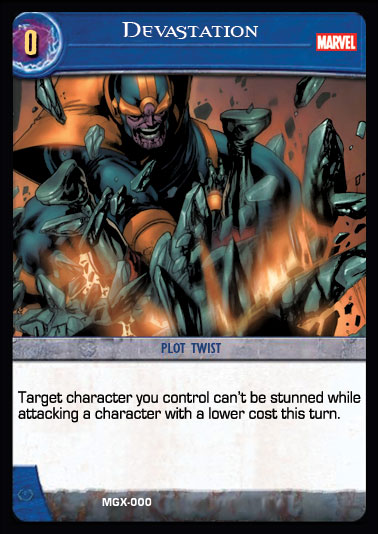 0
DEVASTATION
MARVEL
PLOT TWIST
Target character you control can't be stunned while
attacking a character with a lower cost this turn.
MGX-000